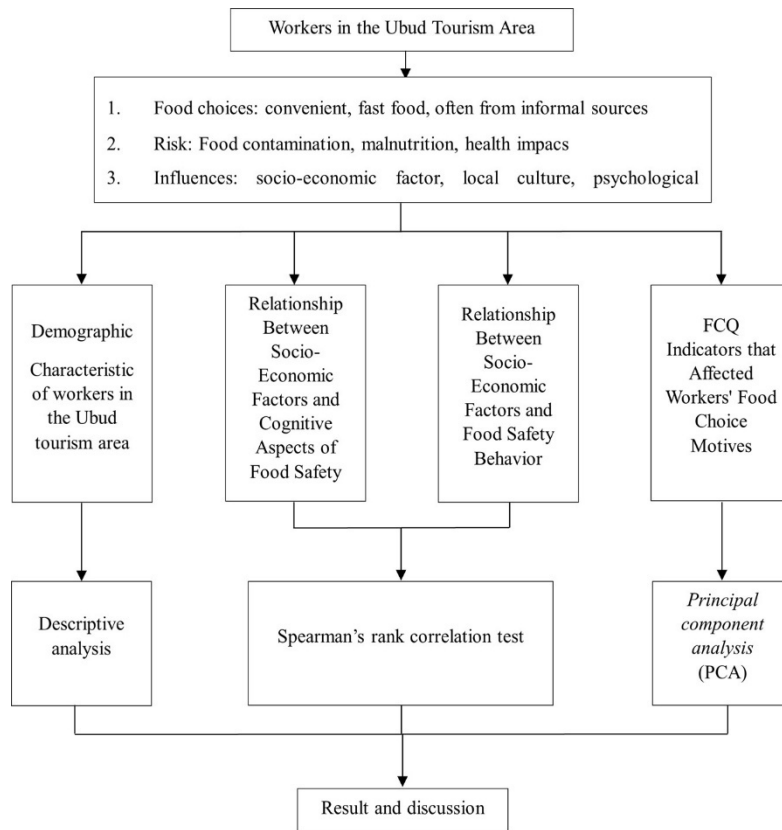 Workers in the Ubud Tourism Area
1. Food choices: convenient, fast food, often from informal sources
2. Risk: Food contamination, malnutrition, health impacs
3. Influences: socio-economic factor, local culture, psychological
Demographic
Characteristic
of workers in
the Ubud
tourism area
Relationship
Between
Socio-
Economic
Factors and
Cognitive
Aspects of
Food Safety
Relationship
Between
Socio-
Economic
Factors and
Food Safety
Behavior
FCQ
Indicators that
Affected
Workers' Food
Choice
Motives
Descriptive
analysis
Spearman’s rank correlation test
Principal
component
analysis
(PCA)
Result and discussion